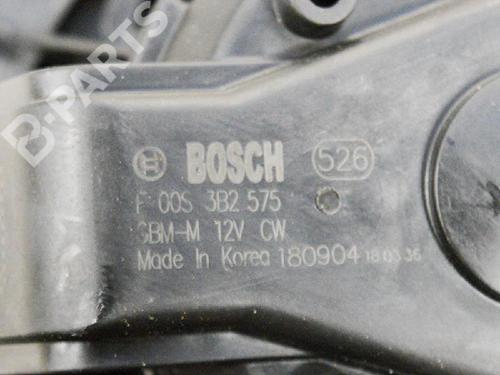 B-PARTS
BOSCH 526
F 00S 3B2 575
GBM-M 12V CW
Made In Korea 180904 18 03 36